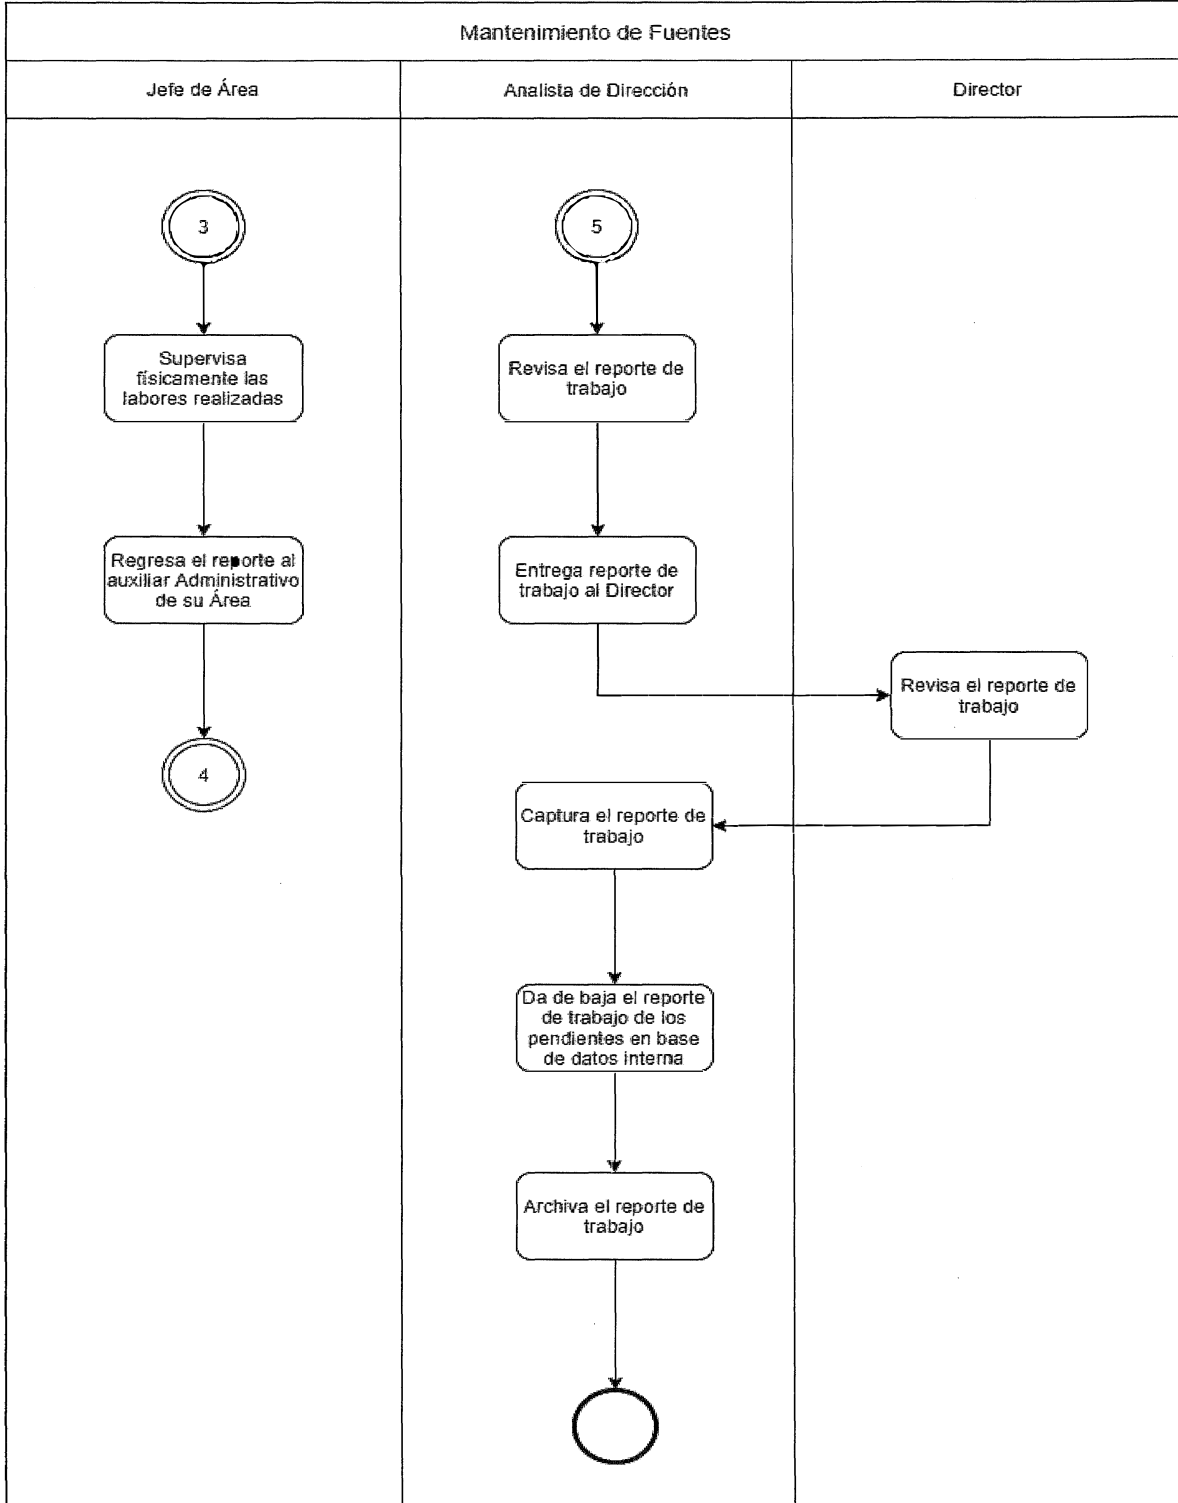 Mantenimiento de Fuentes
Jefe de Área
Analista de Dirección
Director
3
5
Supervisa
físicamente las
labores realizadas
Revisa el reporte de
trabajo
Regresa el reporte al
auxiliar Administrativo
de su Área
Entrega reporte de
trabajo al Director
Revisa el reporte de
trabajo
4
Captura el reporte de
trabajo
Da de baja el reporte
de trabajo de los
pendientes en base
de datos interna
Archiva el reporte de
trabajo